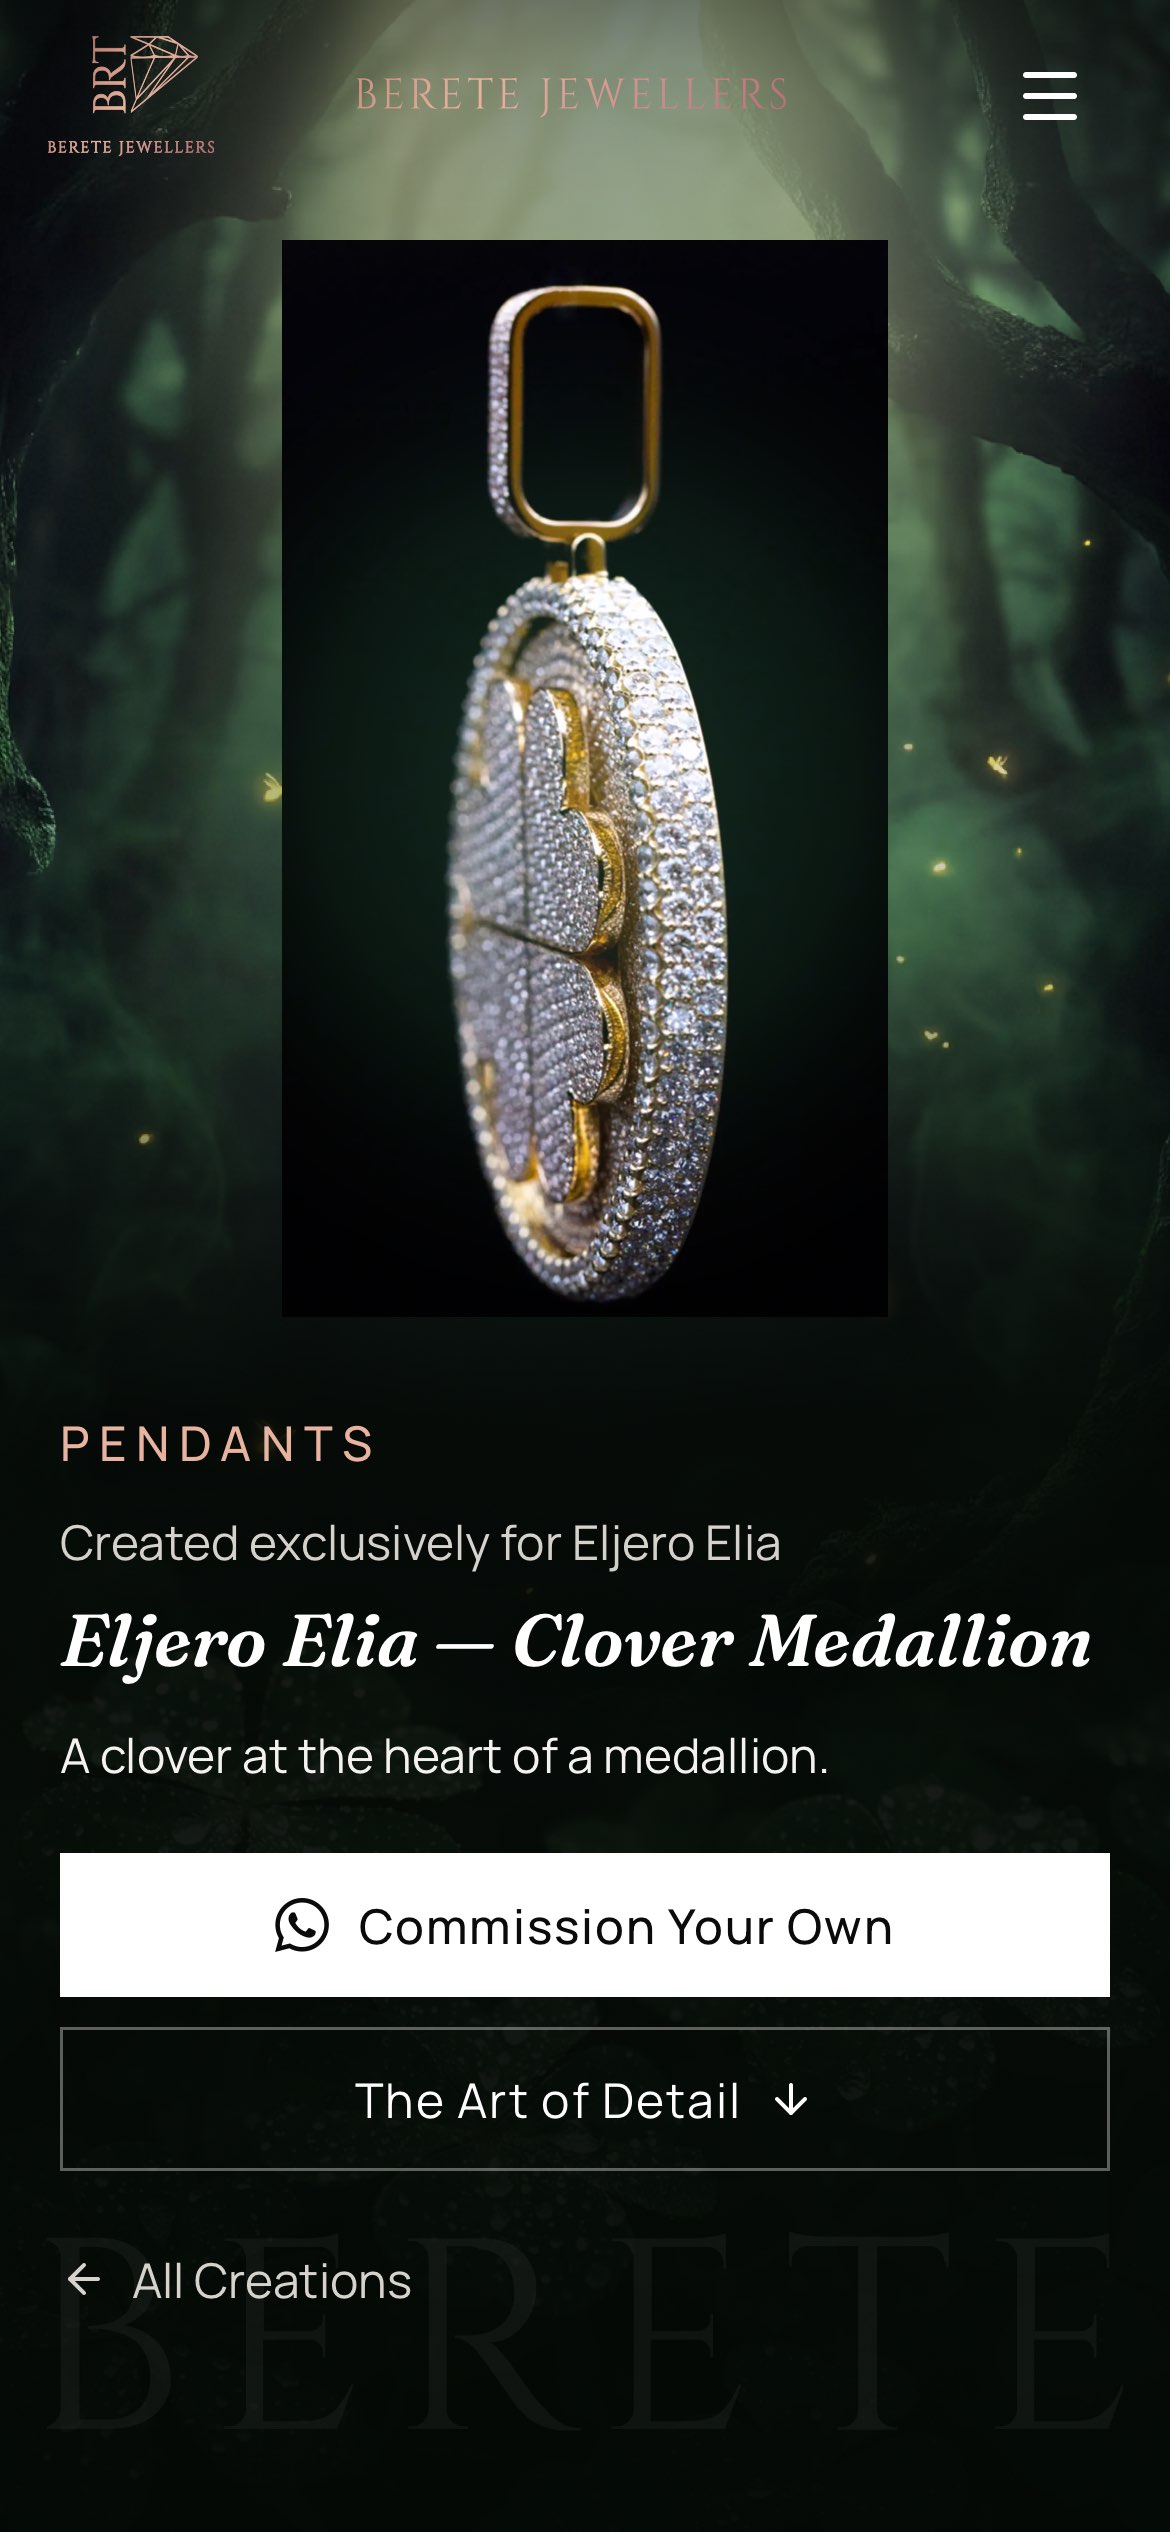 BRT
BERETE JEWELLERS
BERETE JEWELLERS
PENDANTS
Created exclusively for Eljero Elia
Eljero Elia — Clover Medallion
A clover at the heart of a medallion.
Commission Your Own
The Art of Detail ↓
← All Creations
BERETE